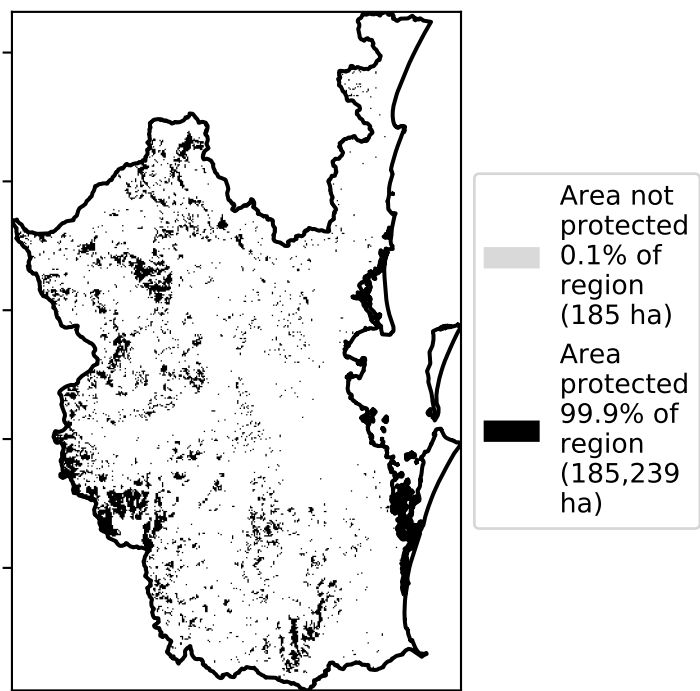 Area not
protected
0.1% of
region
(185 ha)
Area
protected
99.9% of
region
(185,239
ha)